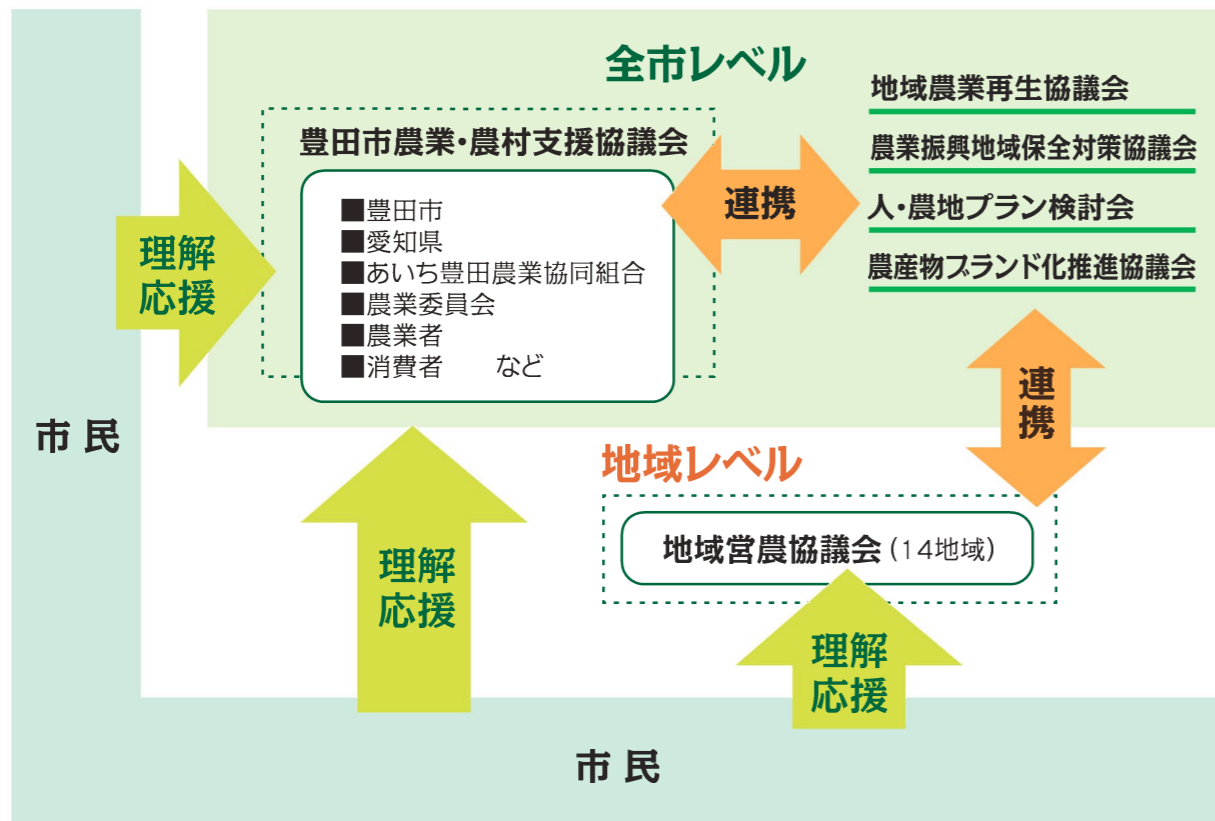 全市レベル
豊田市農業・農村支援協議会
■豊田市
■愛知県
■あいち豊田農業協同組合
■農業委員会
■農業者
■消費者　など
連携
地域農業再生協議会
農業振興地域保全対策協議会
人・農地プラン検討会
農産物ブランド化推進協議会
理解
応援
市民
連携
地域レベル
地域営農協議会（14地域）
理解
応援
理解
応援
市民